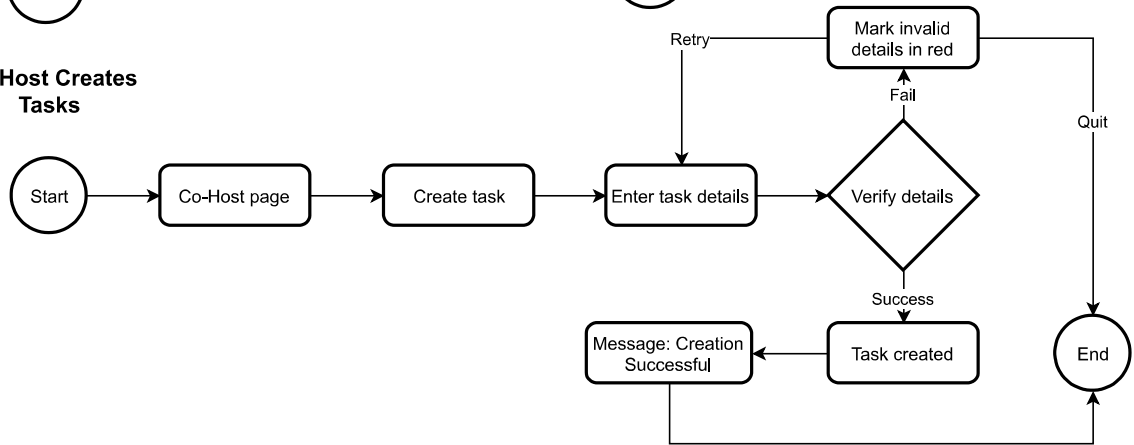 Mark invalid
details in red
Retry
Host Creates
Tasks
Fail
Quit
Start
Co-Host page
Create task
Enter task details
Verify details
Success
Message: Creation
Successful
Task created
End